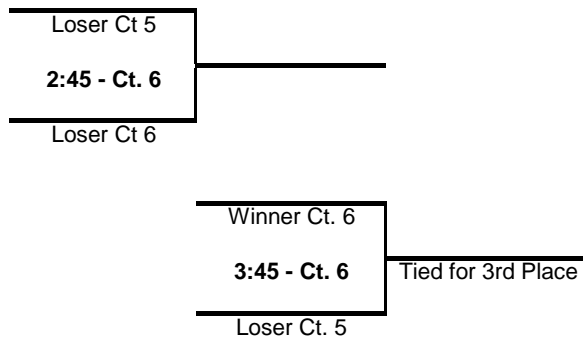 Loser Ct 5
2:45 - Ct. 6
Loser Ct 6
Winner Ct. 6
3:45 - Ct. 6
Tied for 3rd Place
Loser Ct. 5